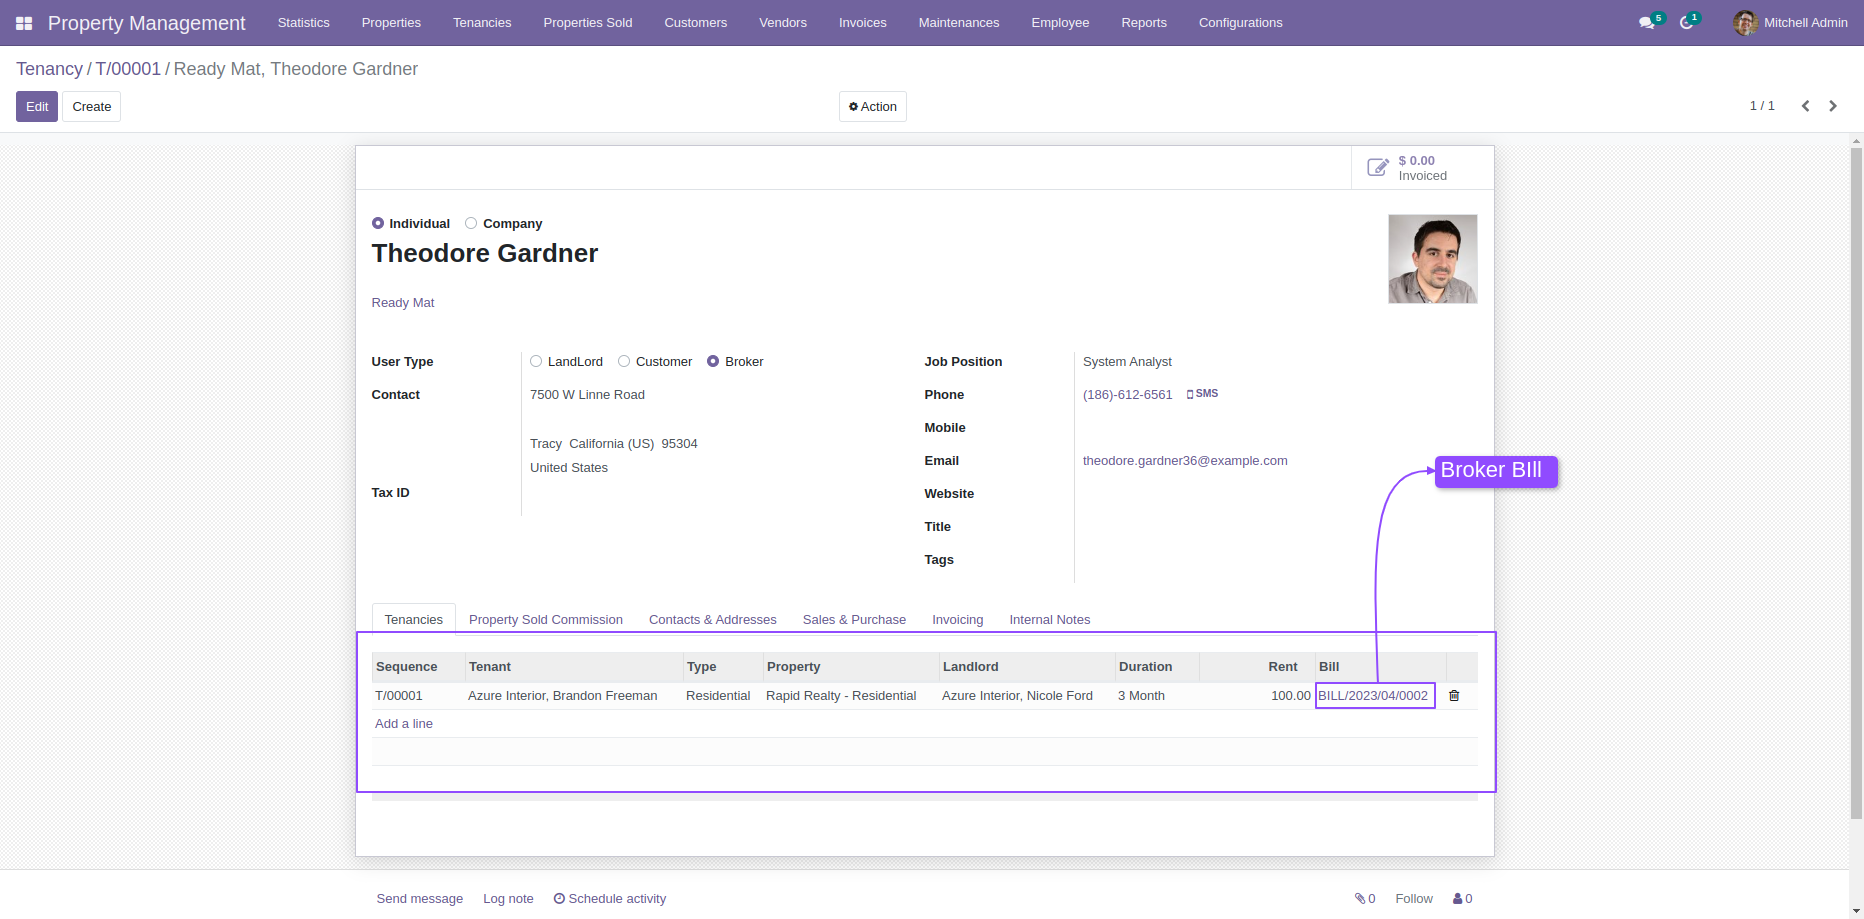 Property Management Statistics Properties Tenancies Properties Sold Customers Vendors Invoices Maintenances Employee Reports Configurations 5 1 Mitchell Admin
Tenancy / T/00001 / Ready Mat, Theodore Gardner
Edit Create Action 1 / 1
$ 0.00
Invoiced
Individual Company
Theodore Gardner
Ready Mat
User Type LandLord Customer Broker
Contact 7500 W Linne Road
Tracy California (US) 95304
United States
Tax ID
Job Position System Analyst
Phone (186)-612-6561 SMS
Mobile
Email theodore.gardner36@example.com
Broker BIll
Website
Title
Tags
Tenancies Property Sold Commission Contacts & Addresses Sales & Purchase Invoicing Internal Notes
Sequence Tenant Type Property Landlord Duration Rent Bill
T/00001 Azure Interior, Brandon Freeman Residential Rapid Realty - Residential Azure Interior, Nicole Ford 3 Month 100.00 BILL/2023/04/0002
Add a line
Send message Log note Schedule activity 0 Follow 0